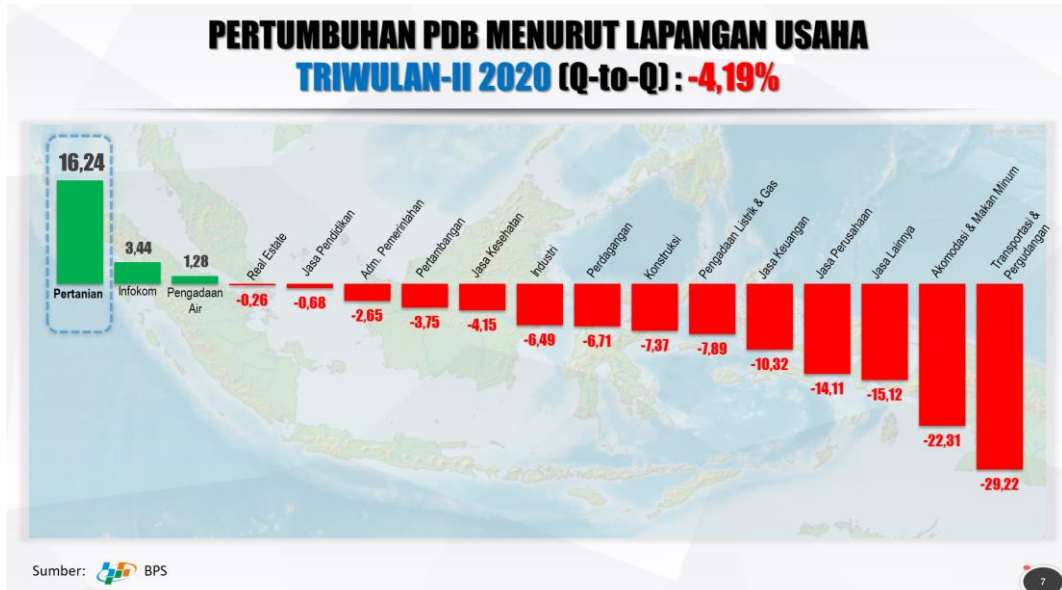 PERTUMBUHAN PDB MENURUT LAPANGAN USAHA
TRIWULAN-II 2020 (Q-to-Q) : -4,19%
16,24
Pertanian
3,44
Infokom
1,28
Pengadaan
Air
Real Estate
-0,26
Jasa Pendidikan
-0,68
Adm. Pemerintahan
-2,65
Pertambangan
-3,75
Jasa Kesehatan
-4,15
Industri
-6,49
Perdagangan
-6,71
Konstruksi
-7,37
Pengadaan Listrik & Gas
-7,89
Jasa Keuangan
-10,32
Jasa Perusahaan
-14,11
Jasa Lainnya
-15,12
Akomodasi & Makan Minum
-22,31
Transportasi &
Pergudangan
-29,22
Sumber:
BPS
7